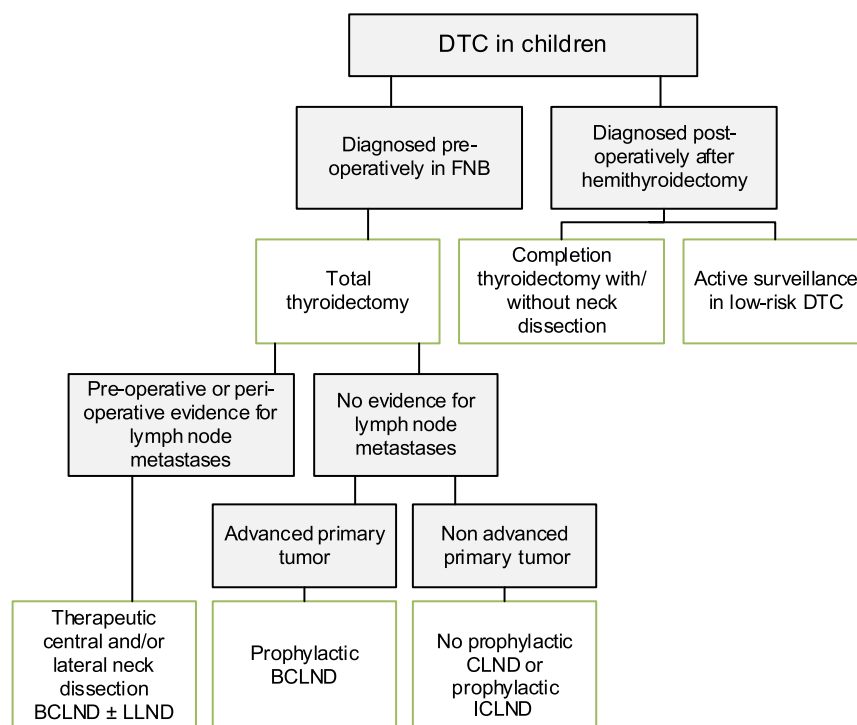 DTC in children
Diagnosed pre-
operatively in FNB
Diagnosed post-
operatively after
hemithyroidectomy
Total
thyroidectomy
Completion
thyroidectomy with/
without neck
dissection
Active surveillance
in low-risk DTC
Pre-operative or peri-
operative evidence for
lymph node
metastases
No evidence for
lymph node
metastases
Advanced primary
tumor
Non advanced
primary tumor
Therapeutic
central and/or
lateral neck
dissection
BCLND ± LLND
Prophylactic
BCLND
No prophylactic
CLND or
prophylactic
ICLND